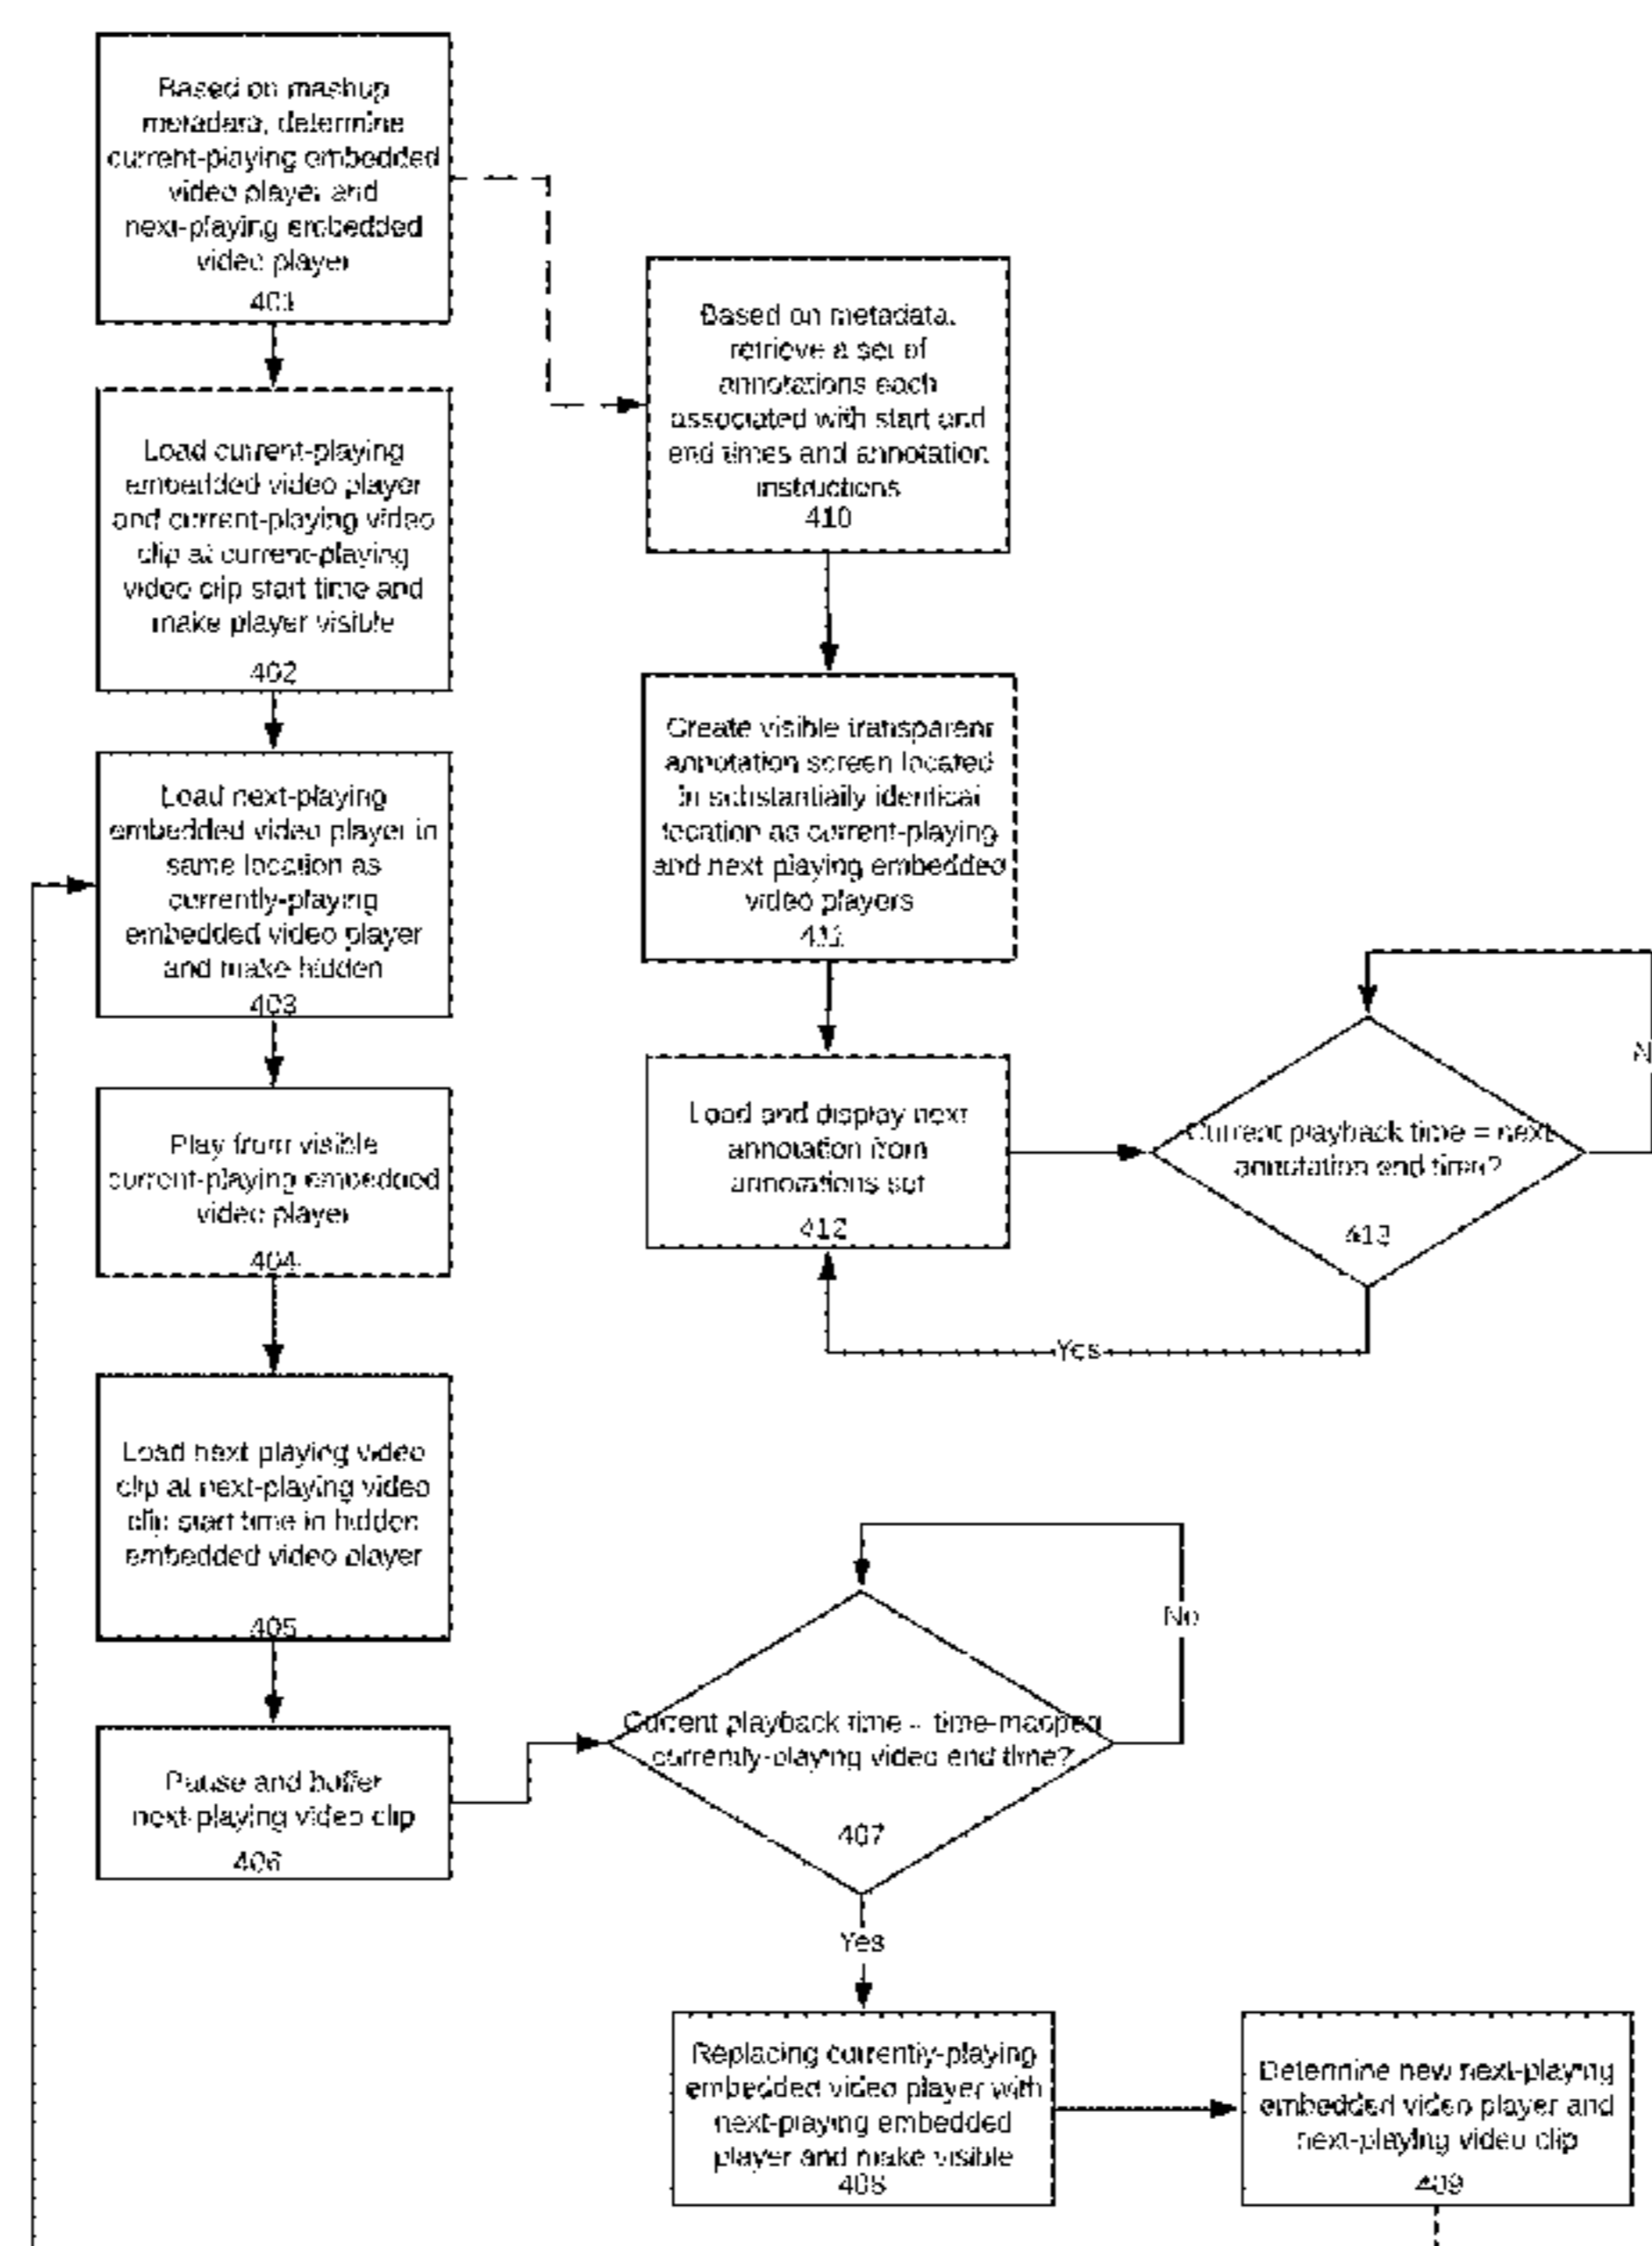 Based on mashup
metadata, determine
current-playing embedded
video player and
next-playing embedded
video player
401
Load current-playing
embedded video player
and current-playing video
clip at current-playing
video clip start time and
make player visible
402
Load next-playing
embedded video player in
same location as
currently-playing
embedded video player
and make hidden
403
Play from visible
current-playing embedded
video player
404
Load next playing video
clip at next-playing video
clip start time in hidden
embedded video player
405
Pause and buffer
next-playing video clip
406
Based on metadata,
retrieve a set of
annotations each
associated with start and
end times and annotation
instructions
410
Create visible transparent
annotation screen located
in substantially identical
location as current-playing
and next playing embedded
video players
411
Load and display next
annotation from
annotations set
412
Current playback time = next
annotation end time?
413
N
Yes
Current playback time = time-mapped
currently-playing video end time?
407
No
Yes
Replacing currently-playing
embedded video player with
next-playing embedded
player and make visible
408
Determine new next-playing
embedded video player and
next-playing video clip
409